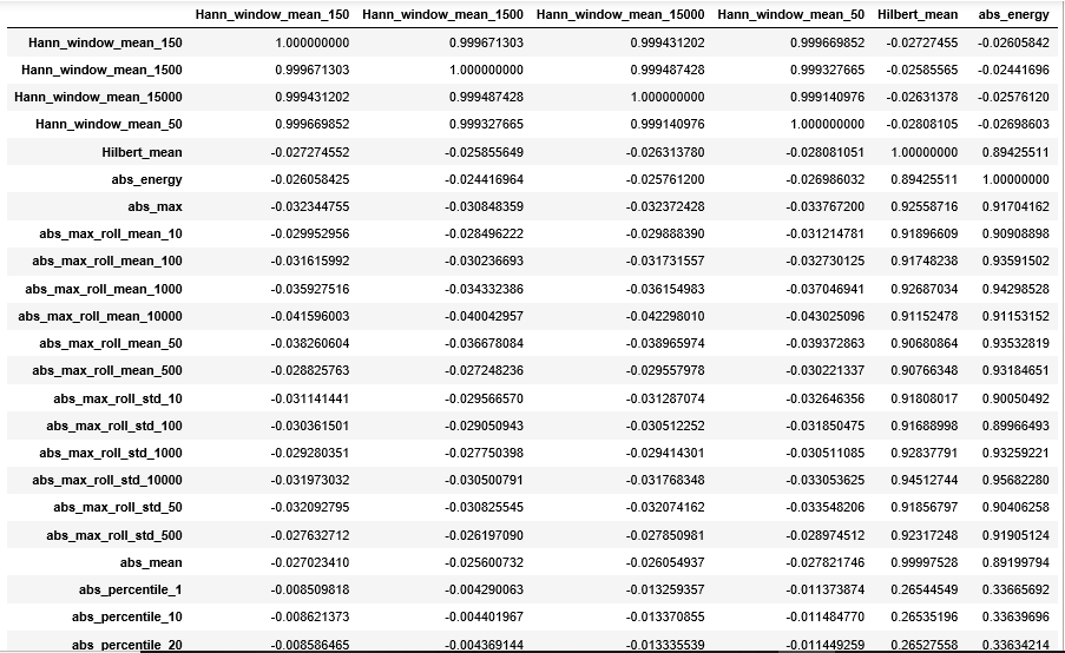 Hann_window_mean_150 Hann_window_mean_1500 Hann_window_mean_15000 Hann_window_mean_50 Hilbert_mean abs_energy
Hann_window_mean_150 1.000000000 0.999671303 0.999431202 0.999669852 -0.02727455 -0.02605842
Hann_window_mean_1500 0.999671303 1.000000000 0.999487428 0.999327665 -0.02585565 -0.02441696
Hann_window_mean_15000 0.999431202 0.999487428 1.000000000 0.999140976 -0.02631378 -0.02576120
Hann_window_mean_50 0.999669852 0.999327665 0.999140976 1.000000000 -0.02808105 -0.02698603
Hilbert_mean -0.027274552 -0.025855649 -0.026313780 -0.028081051 1.00000000 0.89425511
abs_energy -0.026058425 -0.024416964 -0.025761200 -0.026986032 0.89425511 1.00000000
abs_max -0.032344755 -0.030848359 -0.032372428 -0.033767200 0.92558716 0.91704162
abs_max_roll_mean_10 -0.029952956 -0.028496222 -0.029888390 -0.031214781 0.91896609 0.90908898
abs_max_roll_mean_100 -0.031615992 -0.030236693 -0.031731557 -0.032730125 0.91748238 0.93591502
abs_max_roll_mean_1000 -0.035927516 -0.034332386 -0.036154983 -0.037046941 0.92687034 0.94298528
abs_max_roll_mean_10000 -0.041596003 -0.040042957 -0.042298010 -0.043025096 0.91152478 0.91153152
abs_max_roll_mean_50 -0.038260604 -0.036678084 -0.038965974 -0.039372863 0.90680864 0.93532819
abs_max_roll_mean_500 -0.028825763 -0.027248236 -0.029557978 -0.030221337 0.90766348 0.93184651
abs_max_roll_std_10 -0.031141441 -0.029566570 -0.031287074 -0.032646356 0.91808017 0.90050492
abs_max_roll_std_100 -0.030361501 -0.029050943 -0.030512252 -0.031850475 0.91688998 0.89966493
abs_max_roll_std_1000 -0.029280351 -0.027750398 -0.029414301 -0.030511085 0.92837791 0.93259221
abs_max_roll_std_10000 -0.031973032 -0.030500791 -0.031768348 -0.033053625 0.94512744 0.95682280
abs_max_roll_std_50 -0.032092795 -0.030825545 -0.032074162 -0.033548206 0.91856797 0.90406258
abs_max_roll_std_500 -0.027632712 -0.026197090 -0.027850981 -0.028974512 0.92317248 0.91905124
abs_mean -0.027023410 -0.025600732 -0.026054937 -0.027821746 0.99997528 0.89199794
abs_percentile_1 -0.008509818 -0.004290063 -0.013259357 -0.011373874 0.26544549 0.33665692
abs_percentile_10 -0.008621373 -0.004401967 -0.013370855 -0.011484770 0.26535196 0.33639696
abs_percentile_20 -0.008586465 -0.004369144 -0.013335539 -0.011449259 0.26527558 0.33634214